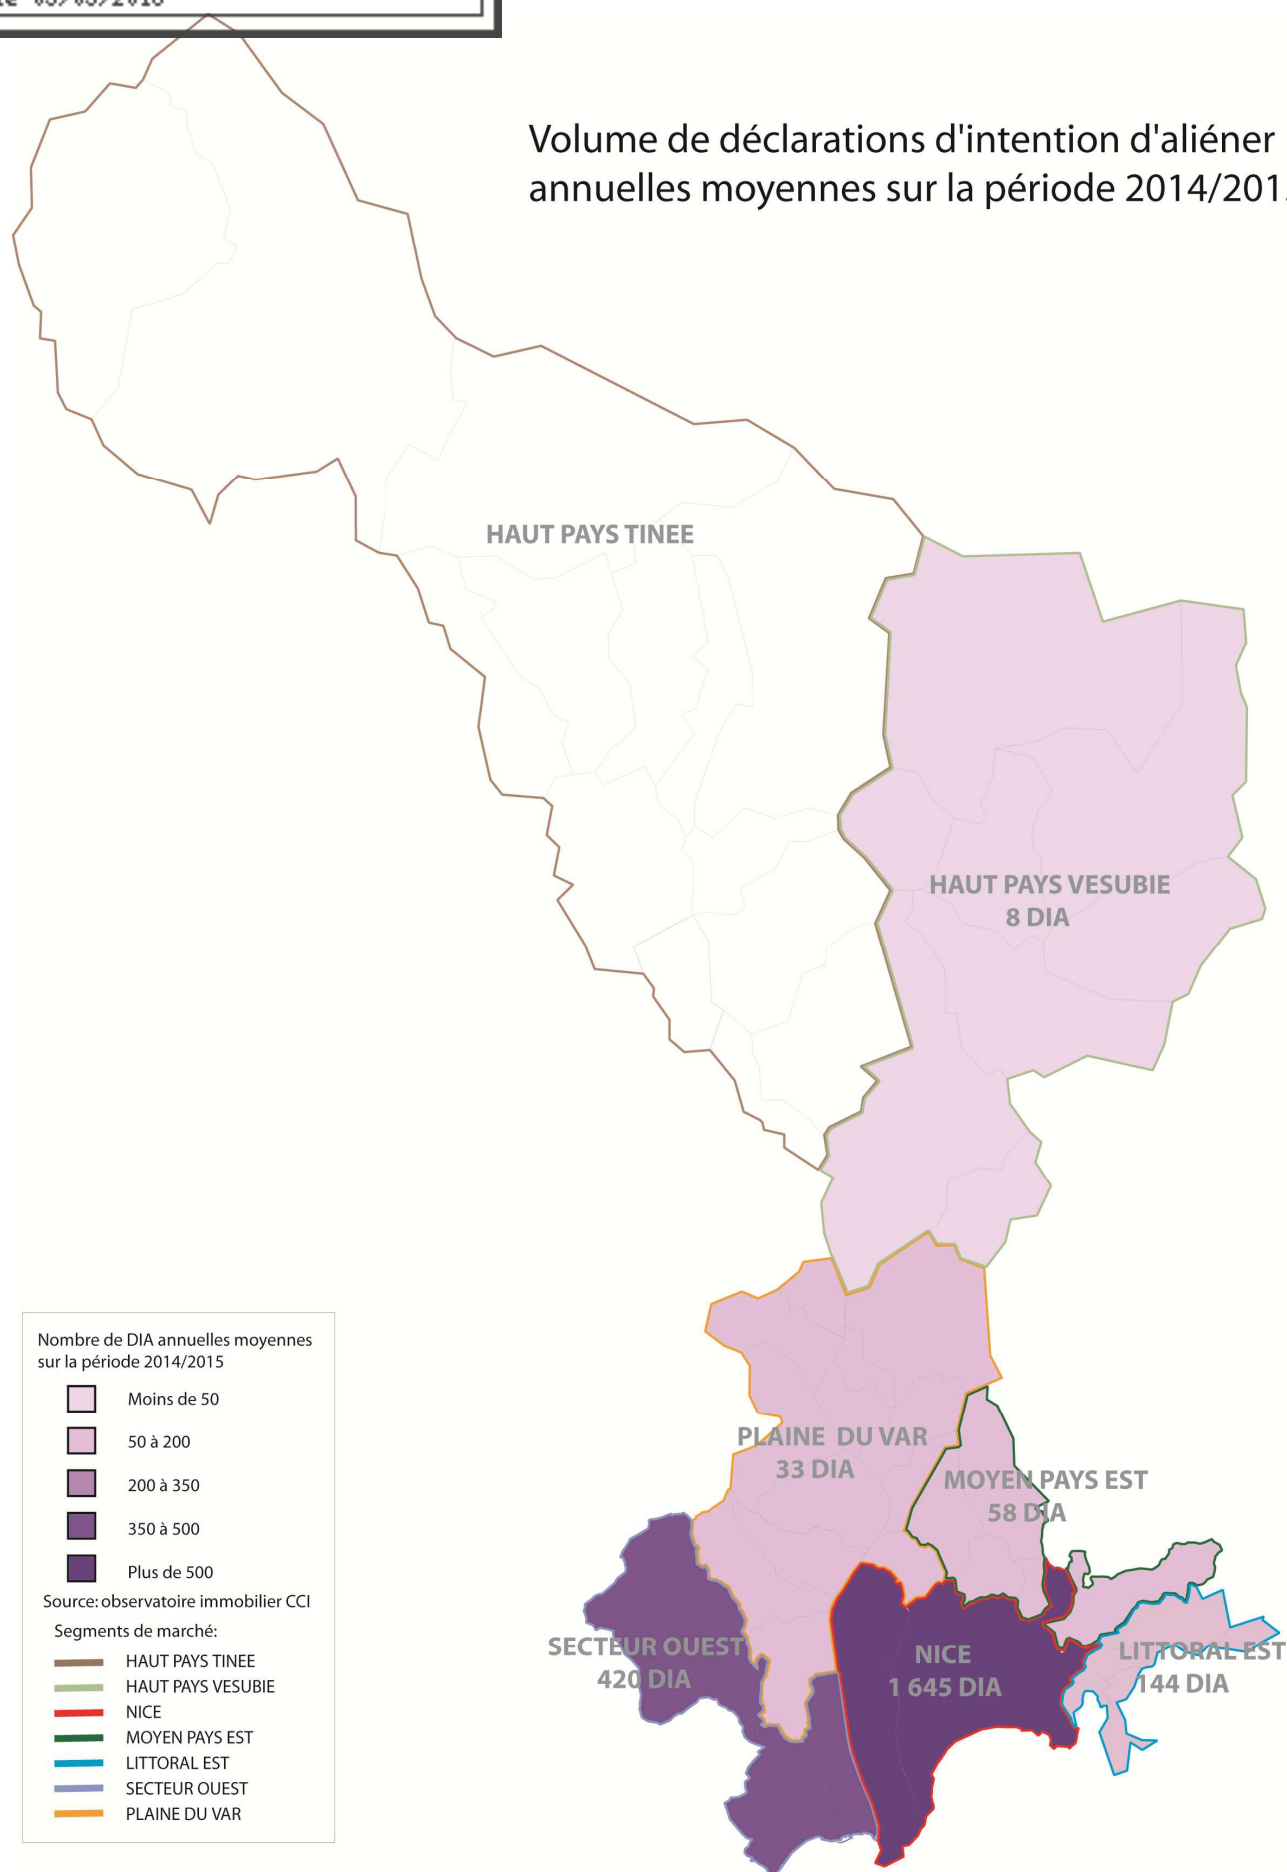 Volume de déclarations d'intention d'aliéner
annuelles moyennes sur la période
HAUT PAYS TINEE
HAUT PAYS VESUBIE
8 DIA
PLAINE DU VAR
33 DIA
MOYEN PAYS EST
58 DIA
SECTEUR OUEST
420 DIA
NICE
1 645 DIA
LITTORAL EST
144 DIA
Nombre de DIA annuelles moyennes
sur la période 2014/2015
Moins de 50
50 à 200
200 à 350
350 à 500
Plus de 500
Source: observatoire immobilier CCI
Segments de marché:
HAUT PAYS TINEE
HAUT PAYS VESUBIE
NICE
MOYEN PAYS EST
LITTORAL EST
SECTEUR OUEST
PLAINE DU VAR